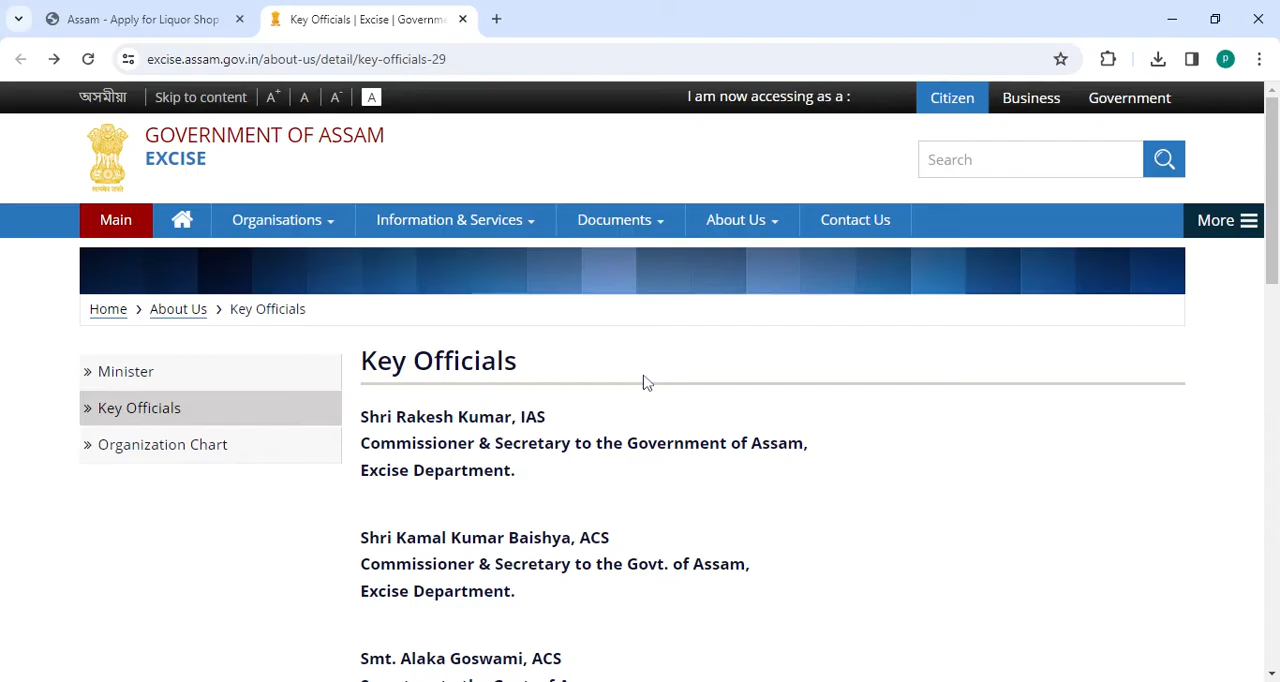 Assam - Apply for Liquor Shop
Key Officials | Excise | Governm
excise.assam.gov.in/about-us/detail/key-officials-29
P
অসমীয়া Skip to content A+ A A- A
I am now accessing as a : Citizen Business Government
GOVERNMENT OF ASSAM
EXCISE
Search
Main Organisations Information & Services Documents About Us Contact Us More
Home › About Us › Key Officials
» Minister
» Key Officials
» Organization Chart
Key Officials
Shri Rakesh Kumar, IAS
Commissioner & Secretary to the Government of Assam,
Excise Department.
Shri Kamal Kumar Baishya, ACS
Commissioner & Secretary to the Govt. of Assam,
Excise Department.
Smt. Alaka Goswami, ACS